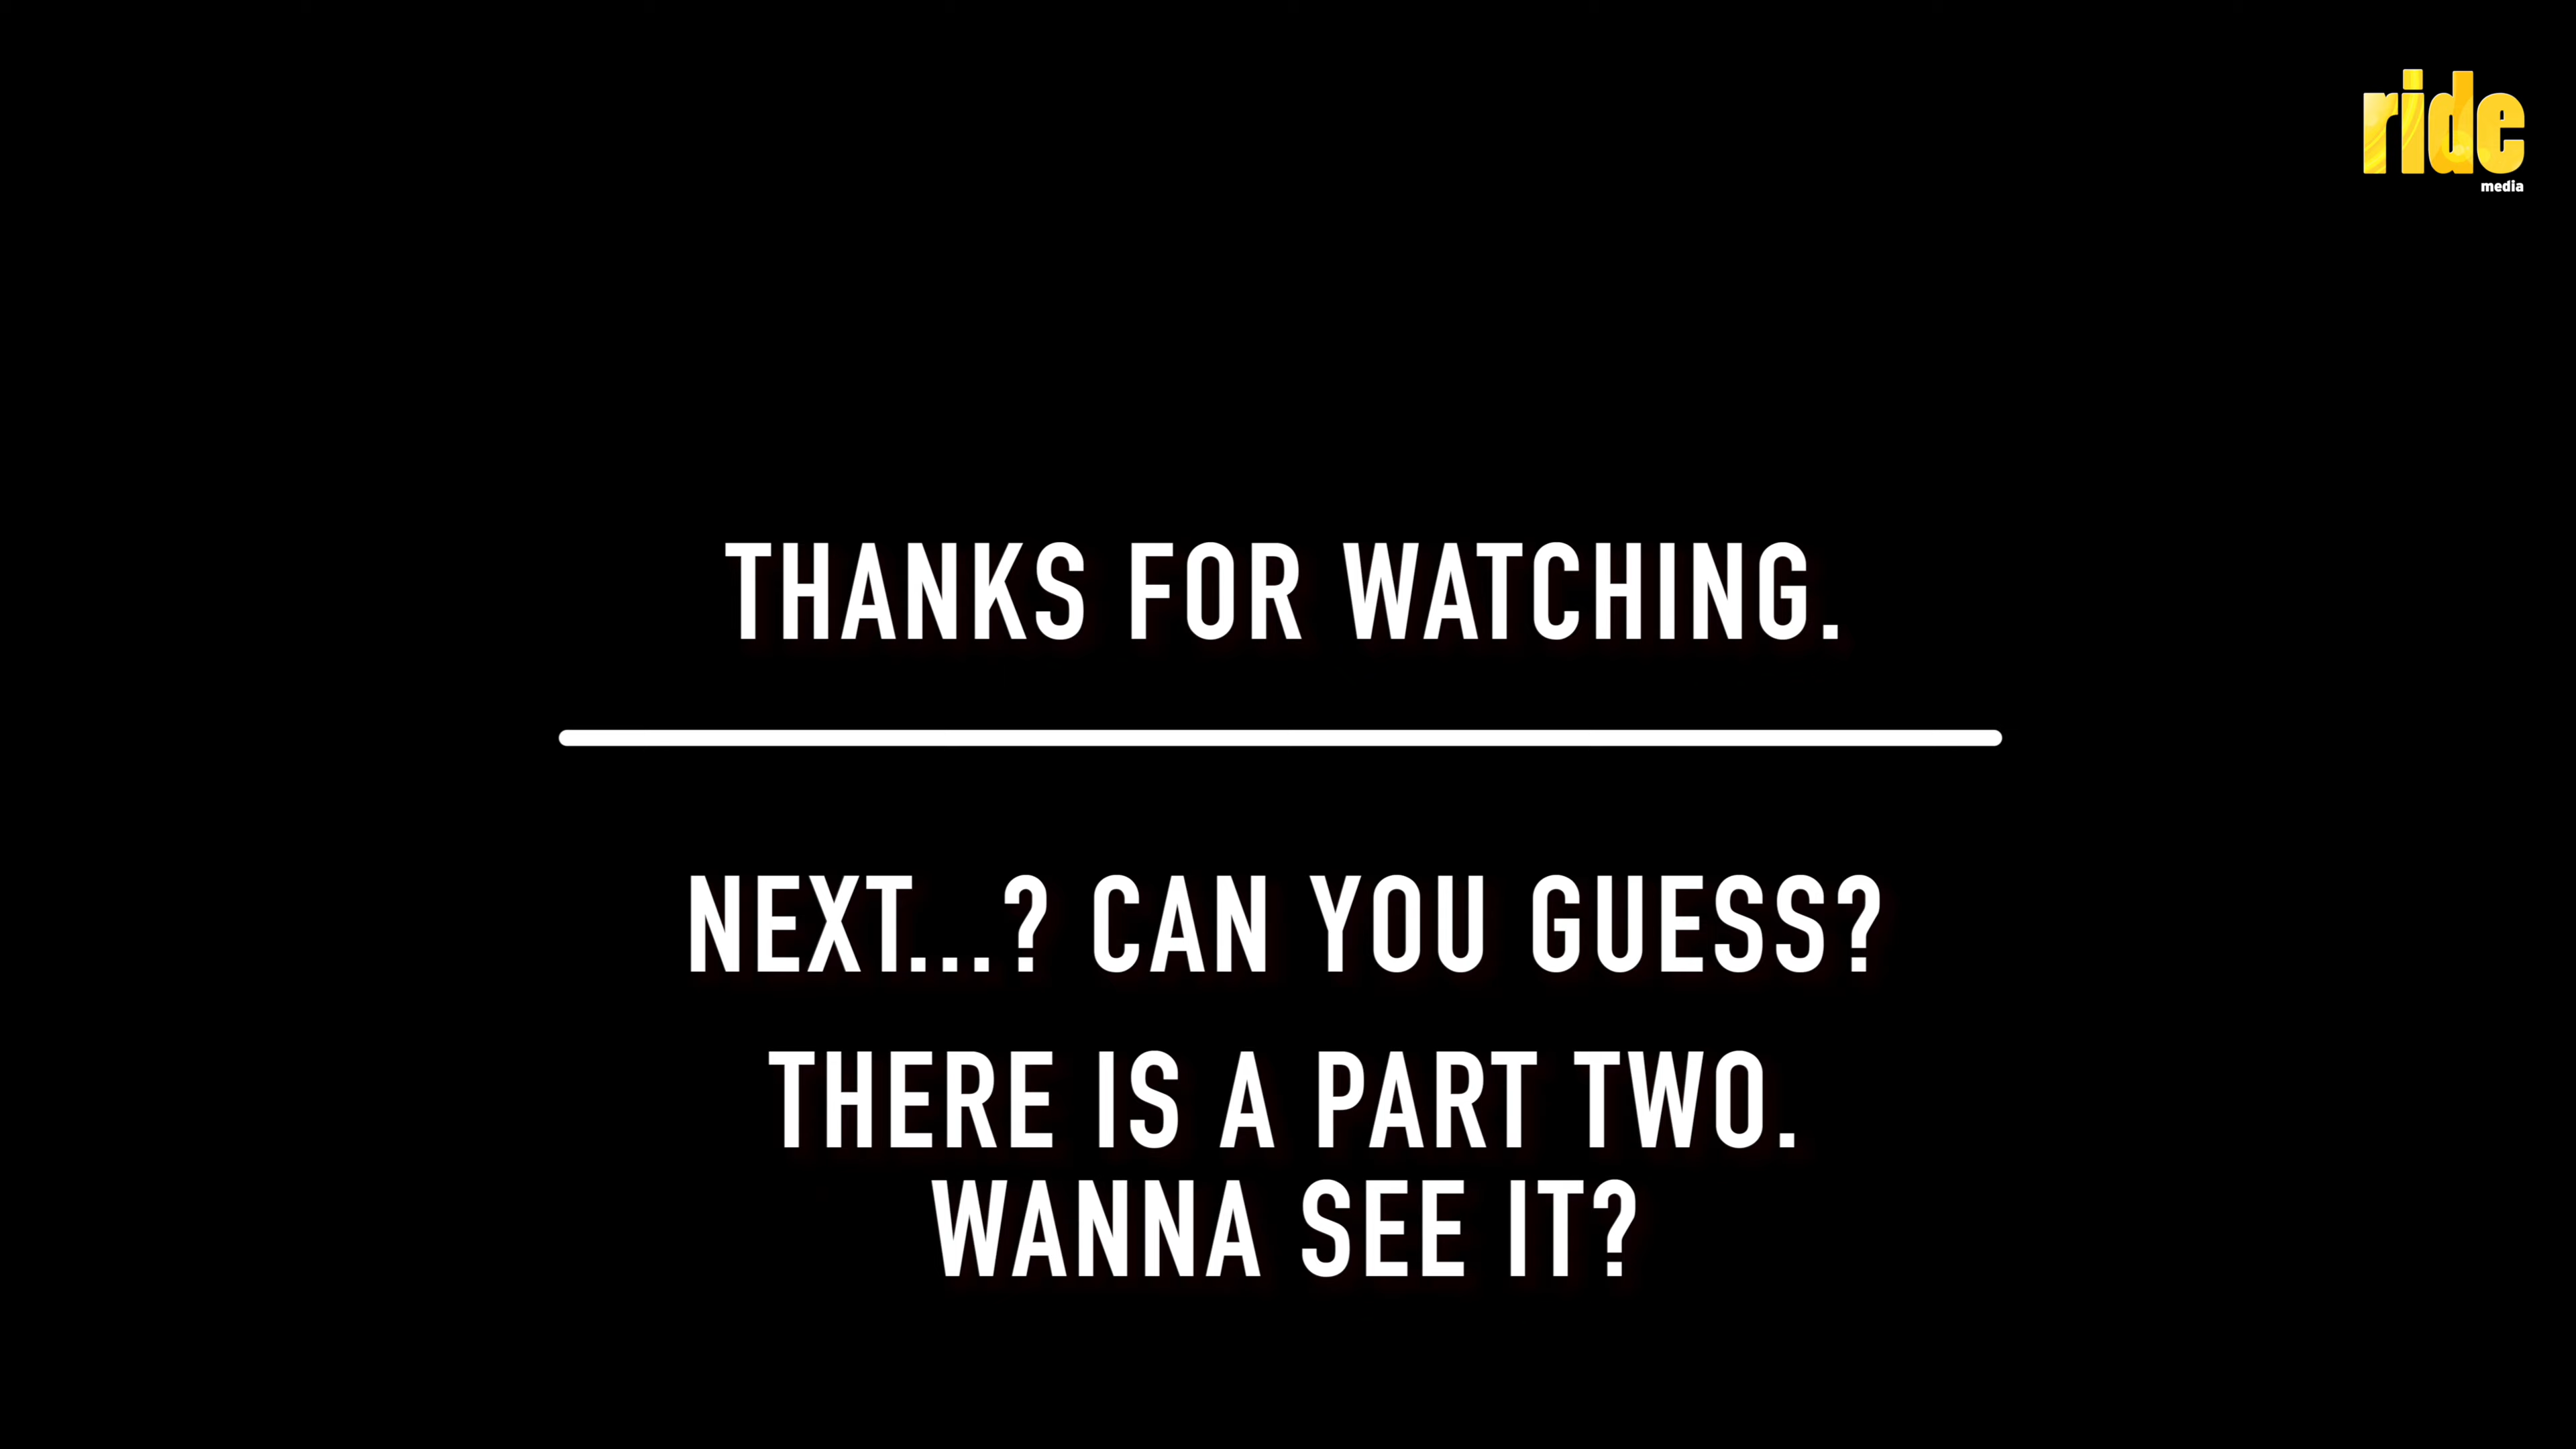 ride
media
THANKS FOR WATCHING.
NEXT...? CAN YOU GUESS?
THERE IS A PART TWO.
WANNA SEE IT?